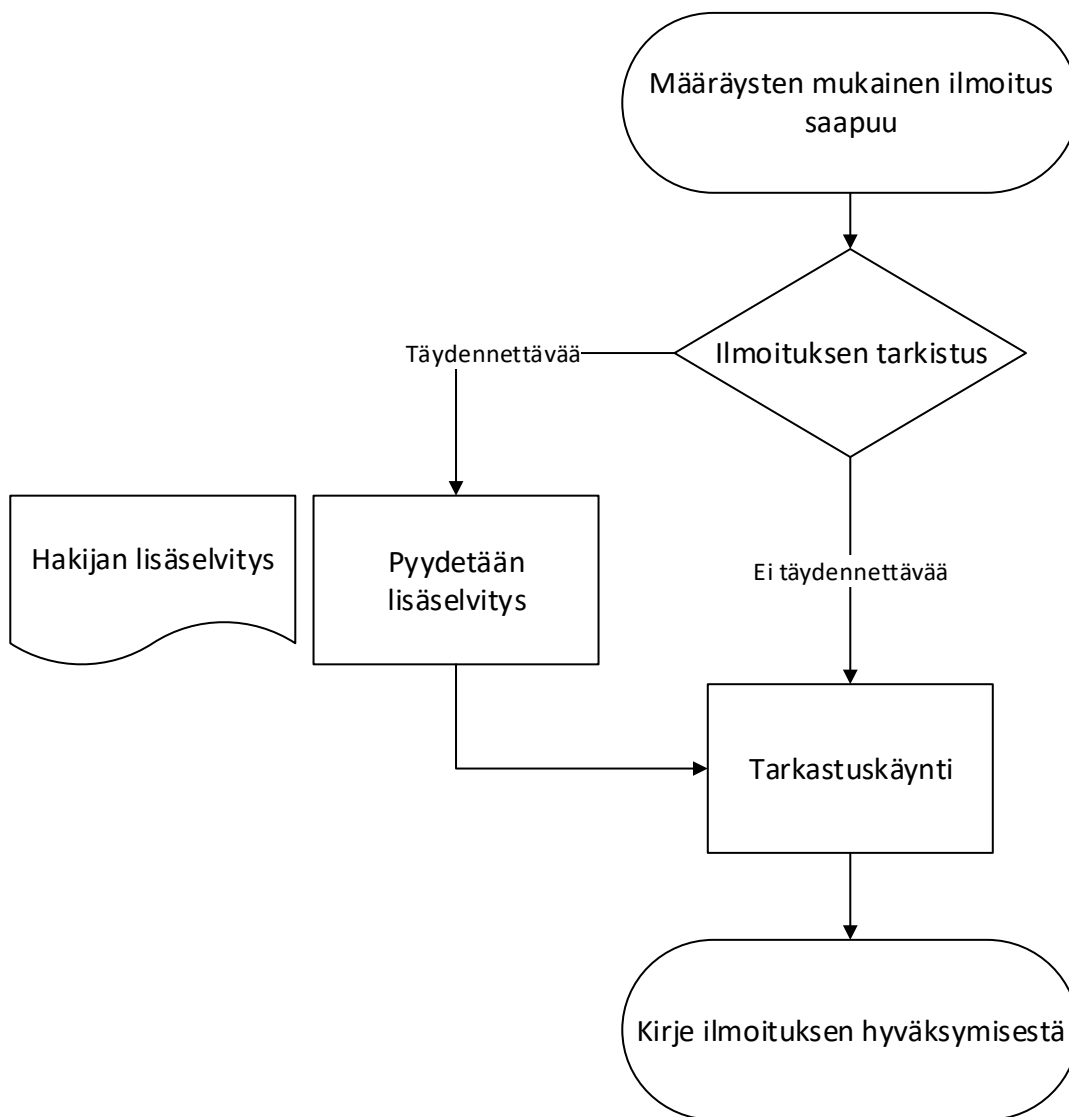 Määräysten mukainen ilmoitus
saapuu
Ilmoituksen tarkistus
Täydennettävää
Hakijan lisäselvitys
Pyydetään
lisäselvitys
Ei täydennettävää
Tarkastuskäynti
Kirje ilmoituksen hyväksymisestä